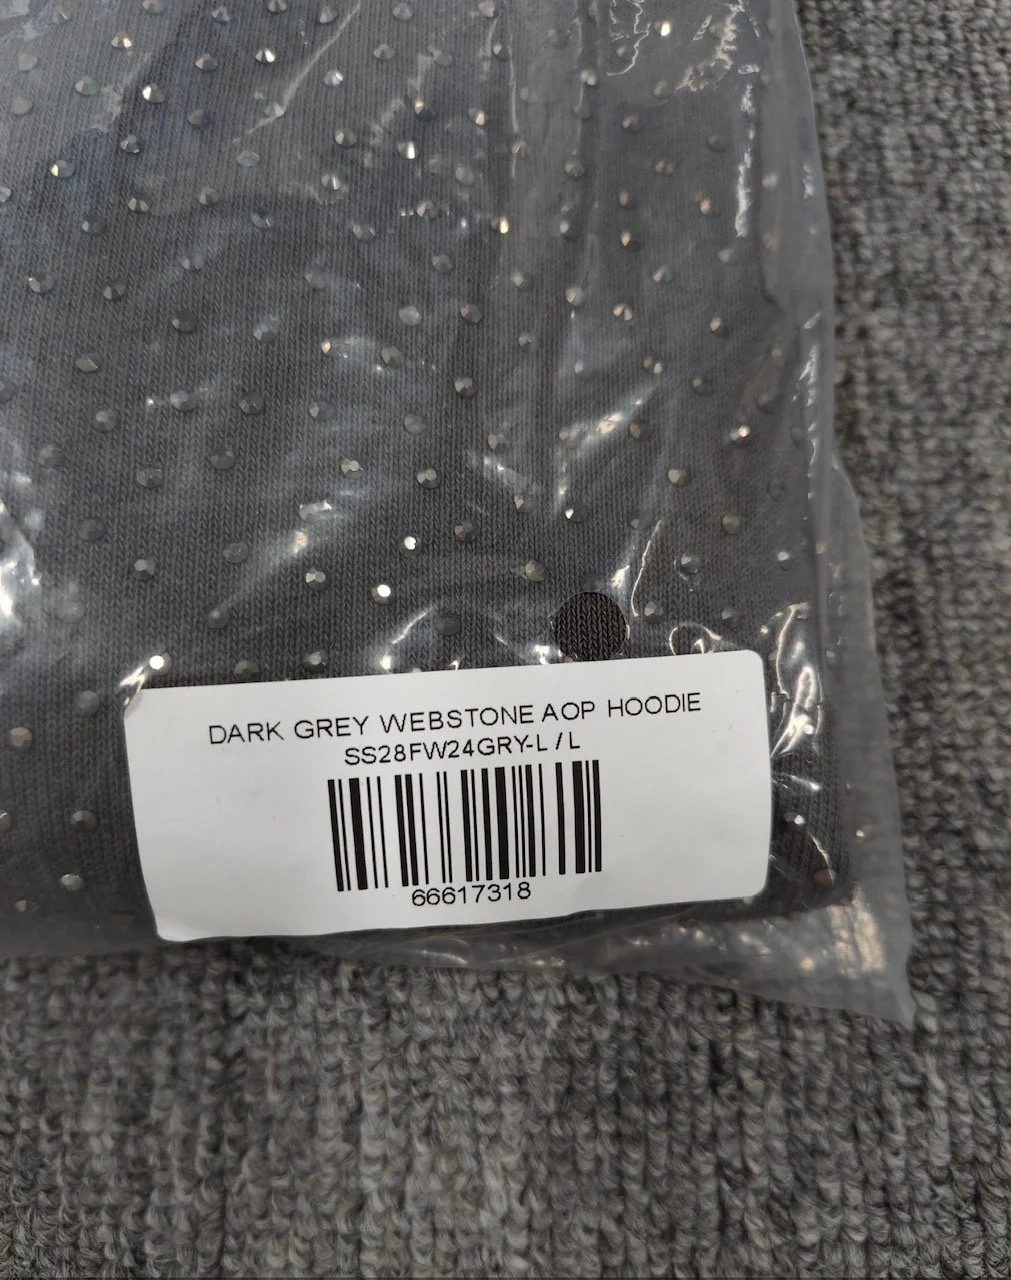 DARK GREY WEBSTONE AOP HOODIE
SS28FW24GRY-L / L
66617318